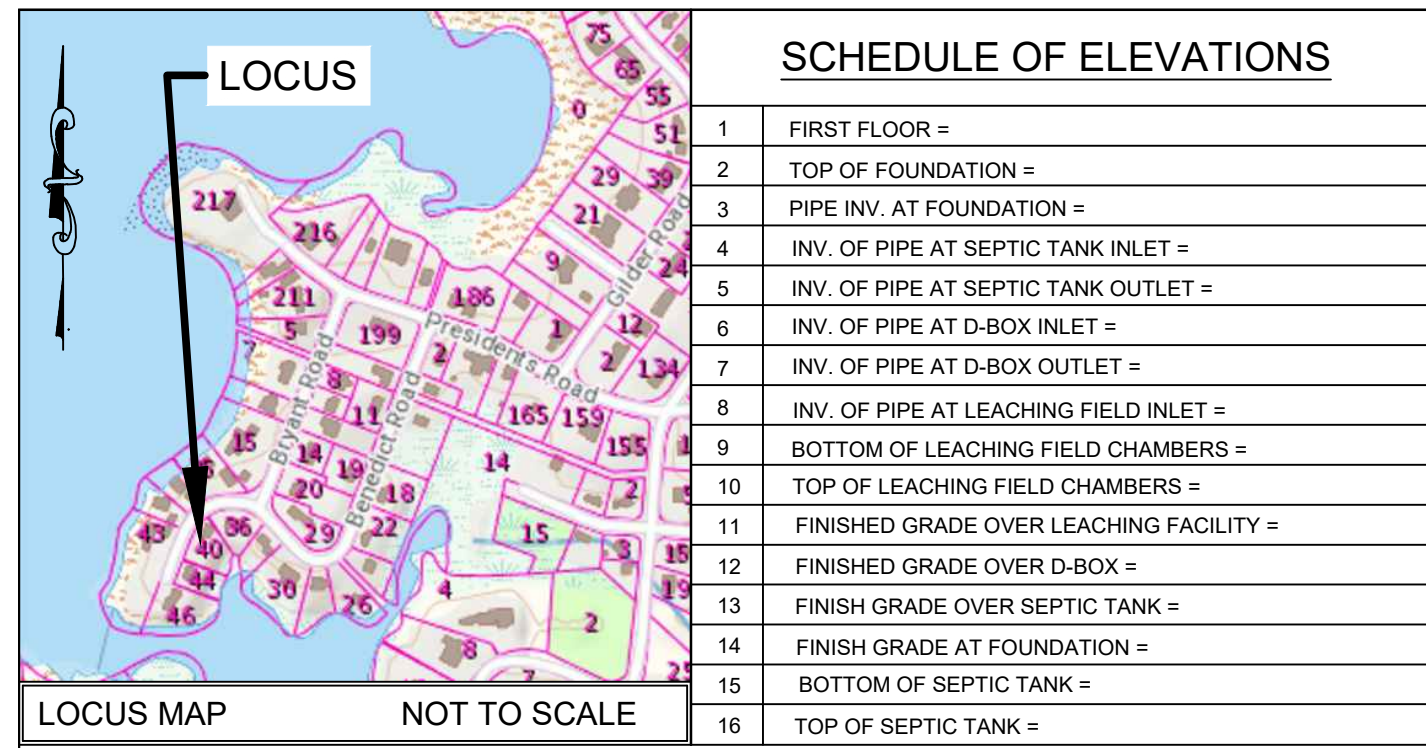 LOCUS
75
65
55
0
51
29
39
217
21
216
Gilder Road
9
24
211
186
5
199
Presidents Road
1
12
7
2
2
134
Bryant Road
8
11
Benedict Road
165
159
155
15
14
19
14
20
18
2
43
36
29
22
15
40
3
15
44
30
4
19
46
26
2
8
7
25
LOCUS MAP NOT TO SCALE
SCHEDULE OF ELEVATIONS
1 FIRST FLOOR =
2 TOP OF FOUNDATION =
3 PIPE INV. AT FOUNDATION =
4 INV. OF PIPE AT SEPTIC TANK INLET =
5 INV. OF PIPE AT SEPTIC TANK OUTLET =
6 INV. OF PIPE AT D-BOX INLET =
7 INV. OF PIPE AT D-BOX OUTLET =
8 INV. OF PIPE AT LEACHING FIELD INLET =
9 BOTTOM OF LEACHING FIELD CHAMBERS =
10 TOP OF LEACHING FIELD CHAMBERS =
11 FINISHED GRADE OVER LEACHING FACILITY =
12 FINISHED GRADE OVER D-BOX =
13 FINISH GRADE OVER SEPTIC TANK =
14 FINISH GRADE AT FOUNDATION =
15 BOTTOM OF SEPTIC TANK =
16 TOP OF SEPTIC TANK =